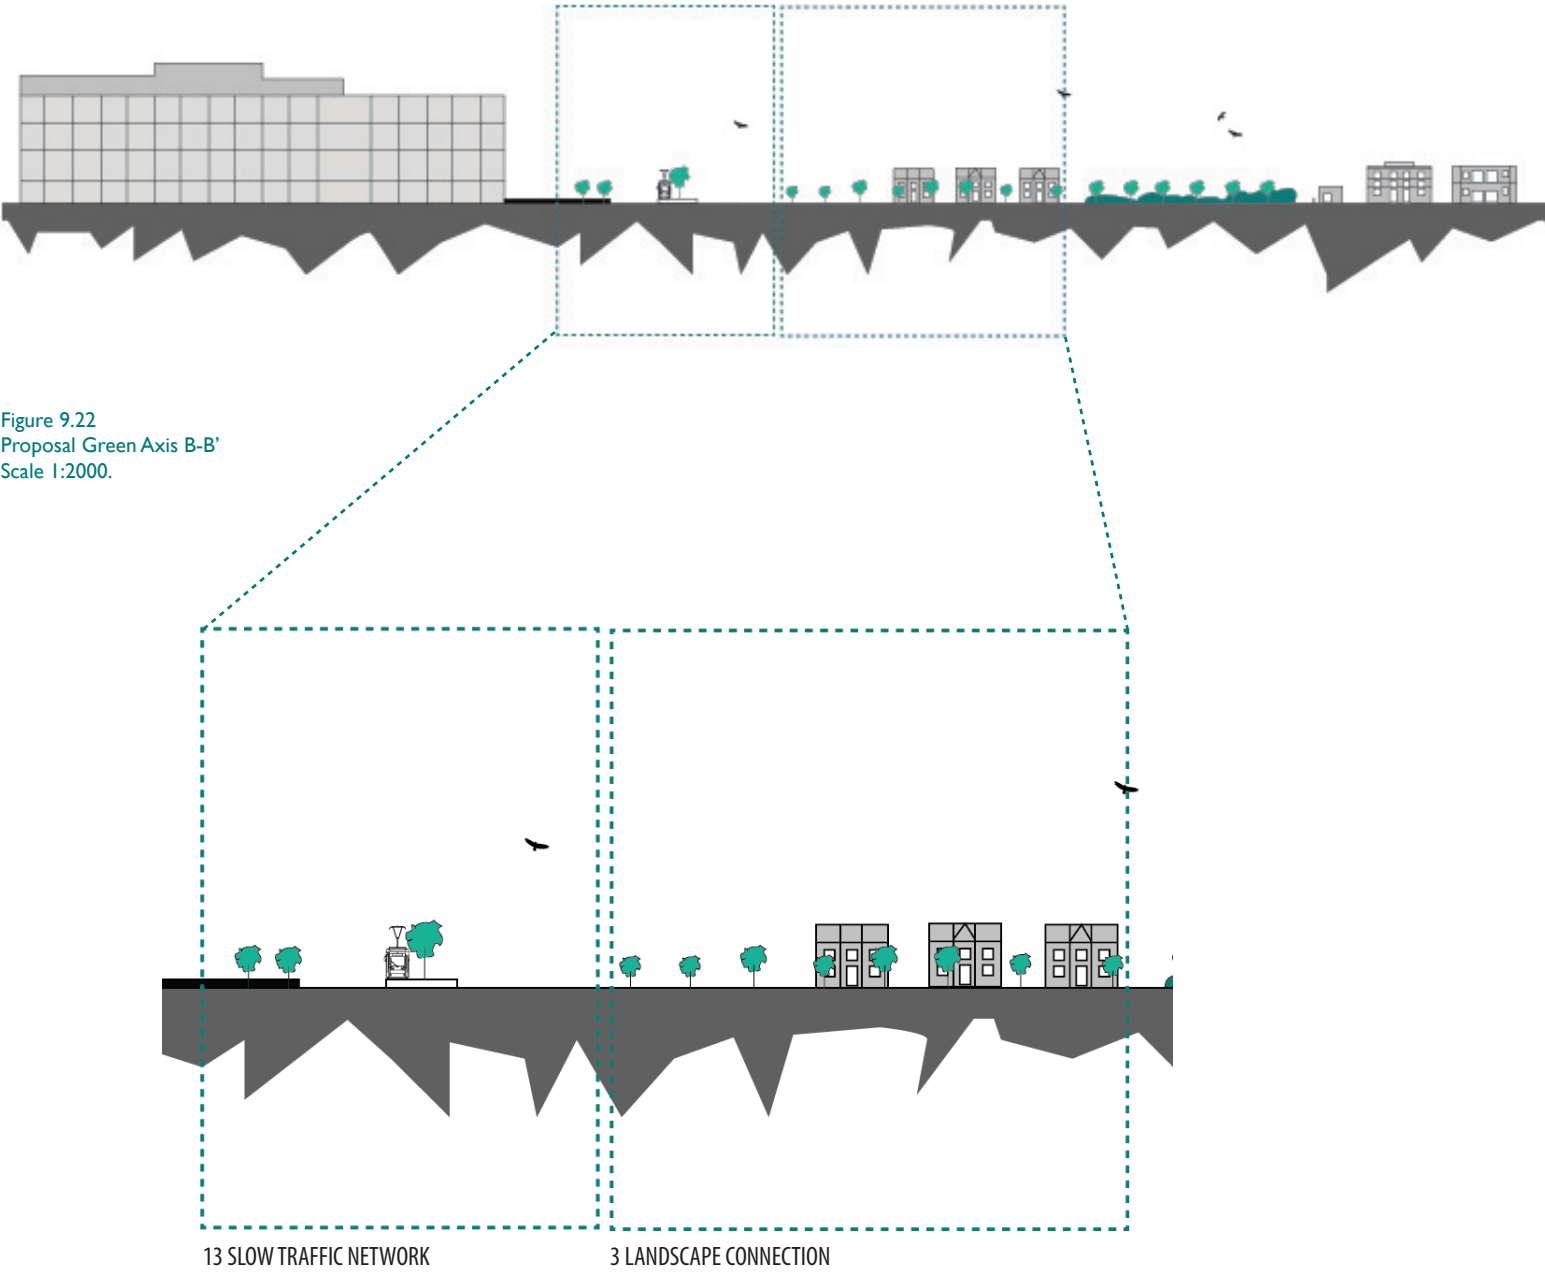 Figure 9.22
Proposal Green Axis B-B’
Scale 1:2000.
13 SLOW TRAFFIC NETWORK
3 LANDSCAPE CONNECTION